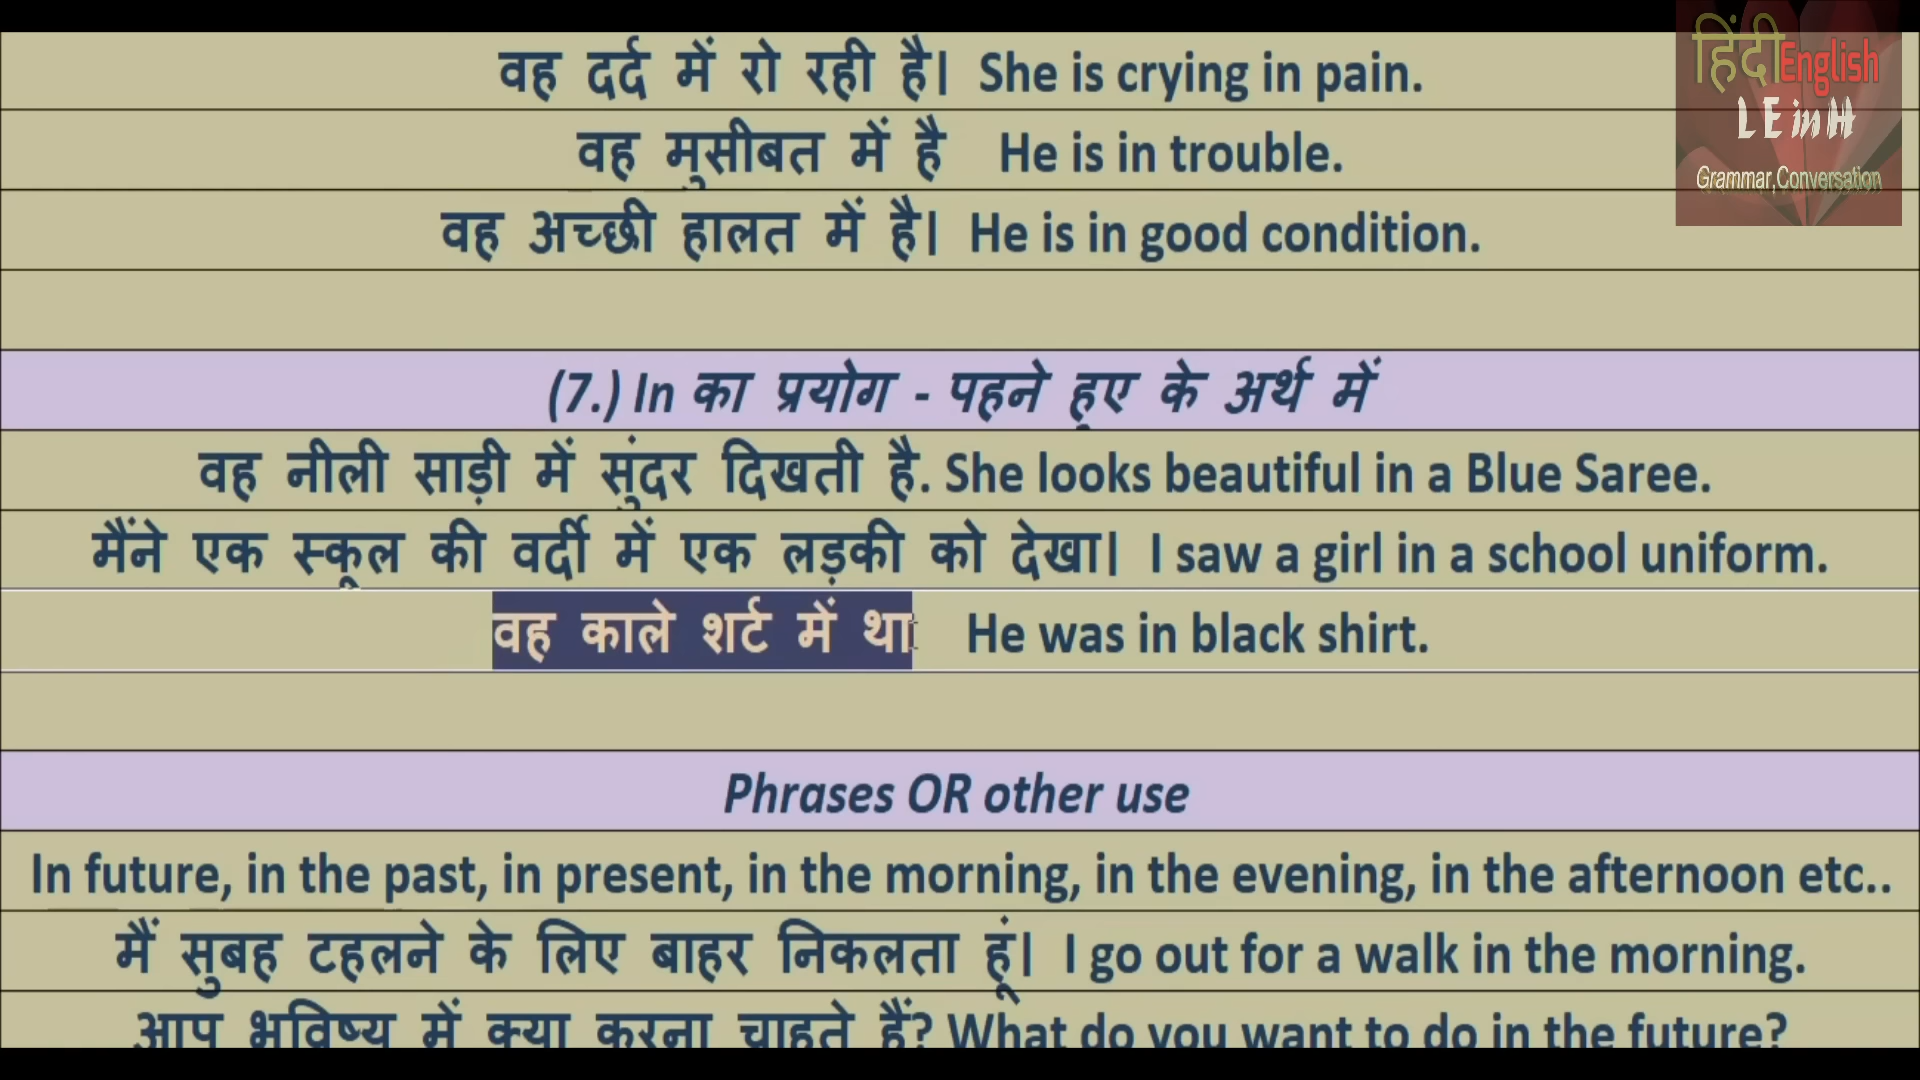 वह दर्द में रो रही है| She is crying in pain.
वह मुसीबत में है He is in trouble.
वह अच्छी हालत में है| He is in good condition.
(7.) In का प्रयोग - पहने हुए के अर्थ में
वह नीली साड़ी में सुंदर दिखती है. She looks beautiful in a Blue Saree.
मैंने एक स्कूल की वर्दी में एक लड़की को देखा| I saw a girl in a school uniform.
वह काले शर्ट में था He was in black shirt.
Phrases OR other use
In future, in the past, in present, in the morning, in the evening, in the afternoon etc..
मैं सुबह टहलने के लिए बाहर निकलता हूं| I go out for a walk in the morning.
आप भविष्य में क्या करना चाहते हैं? What do you want to do in the future?
हिंदी English
L E in H
Grammar,Conversation